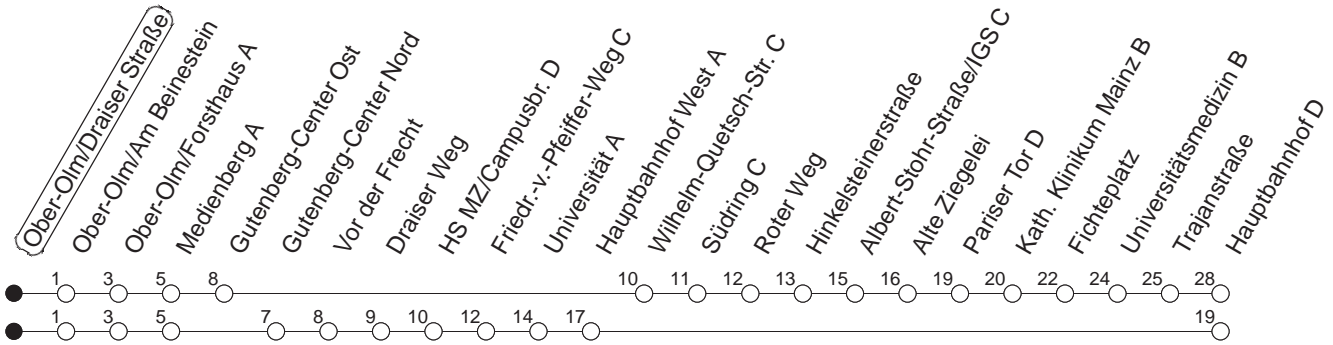 Ober-Olm/Draiser Straße
Ober-Olm/Am Beinestein
Ober-Olm/Forsthaus A
Medienberg A
Gutenberg-Center Ost
Gutenberg-Center Nord
Vor der Frecht
Draiser Weg
HS MZ/Campusbr. D
Friedr.-v.-Pfeiffer-Weg C
Universität A
Hauptbahnhof West A
Wilhelm-Quetsch-Str. C
Südring C
Roter Weg
Hinkelsteinerstraße
Albert-Stohr-Straße/IGS C
Alte Ziegelei
Pariser Tor D
Kath. Klinikum Mainz B
Fichteplatz
Universitätsmedizin B
Trajanstraße
Hauptbahnhof D
1 3 5 8 10 11 12 13 15 16 19 20 22 24 25 28
1 3 5 7 8 9 10 12 14 17 19